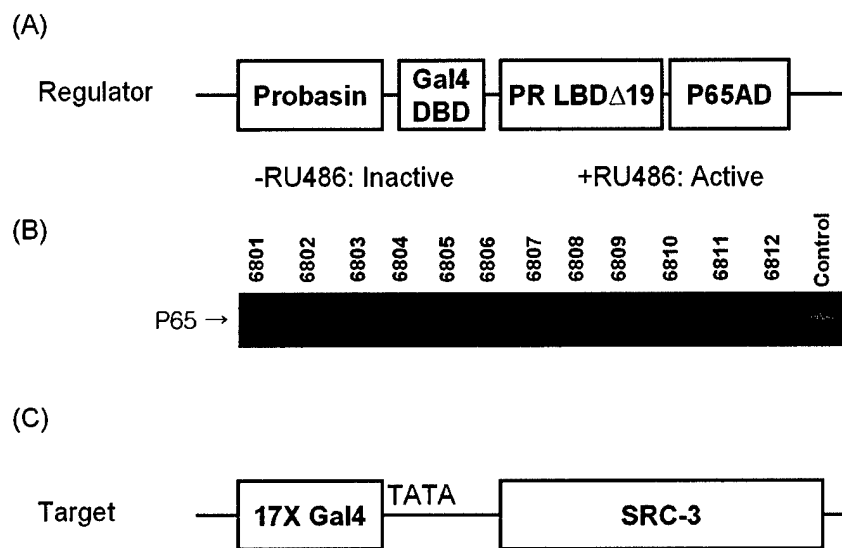 (A)
Regulator
Probasin
Gal4
DBD
PR LBDΔ19
P65AD
-RU486: Inactive
+RU486: Active
(B)
6801
6802
6803
6804
6805
6806
6807
6808
6809
6810
6811
6812
Control
P65 →
(C)
Target
17X Gal4
TATA
SRC-3